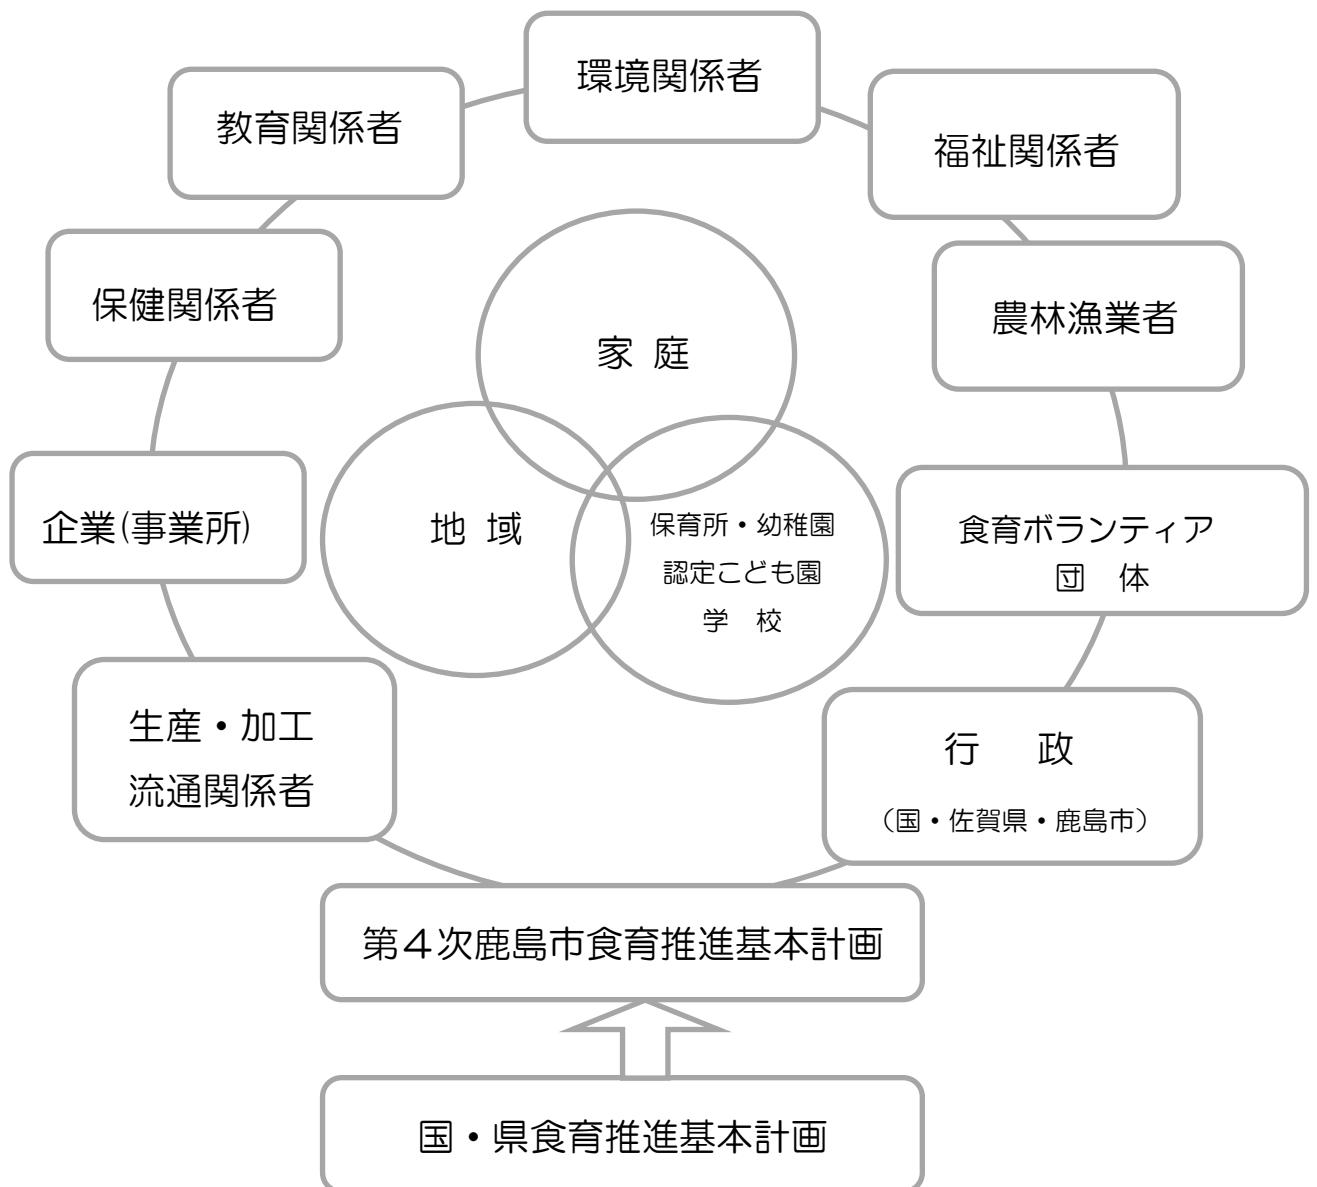 環境関係者
教育関係者
福祉関係者
保健関係者
農林漁業者
家 庭
地 域
保育所・幼稚園
認定こども園
学 校
企業(事業所)
食育ボランティア
団 体
生産・加工
流通関係者
行 政
(国・佐賀県・鹿島市)
第4次鹿島市食育推進基本計画
国・県食育推進基本計画